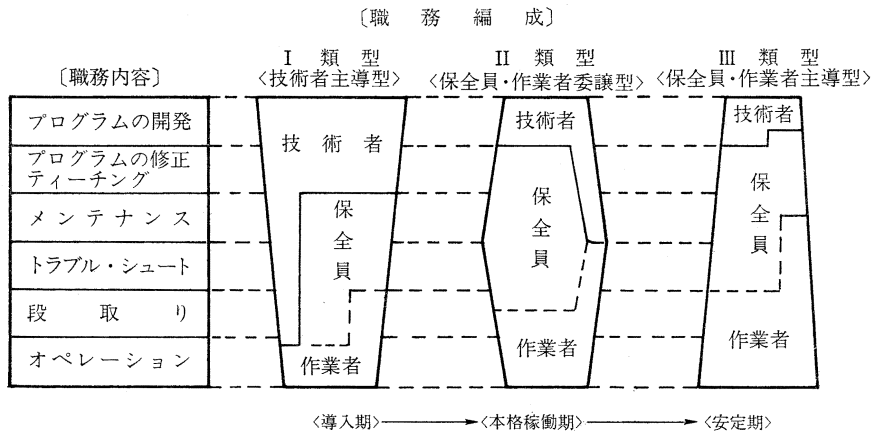 〔職務編成〕
I 類型
〈技術者主導型〉
II 類型
〈保全員・作業者委譲型〉
III 類型
〈保全員・作業者主導型〉
〔職務内容〕
プログラムの開発
プログラムの修正
ティーチング
メンテナンス
トラブル・シュート
段取り
オペレーション
技術者
保全員
作業者
技術者
保全員
作業者
技術者
保全員
作業者
〈導入期〉
〈本格稼働期〉
〈安定期〉